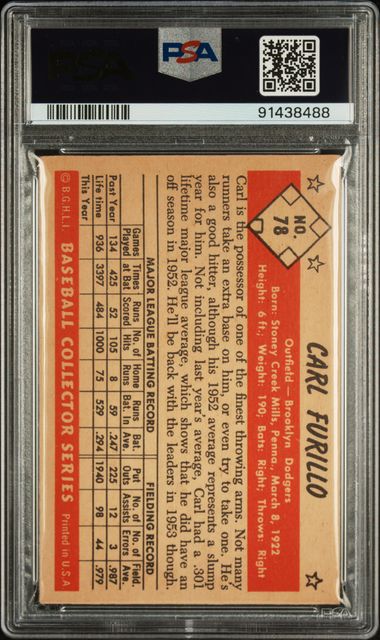 PSA
91438488
NO.
78
CARL FURILLO
Outfield—Brooklyn Dodgers
Born: Stoney Creek Mills, Penna., March 8, 1922
Height: 6 ft.; Weight: 190; Bats: Right; Throws: Right
Carl is the possessor of one of the finest throwing arms. Not many
runners take an extra base on him, or even try to take one. He's
also a good hitter, although his 1952 average represents a slump
year for him. Not including last year's average, Carl had a .301
lifetime major league average, which shows that he did have an
off season in 1952. He'll be back with the leaders in 1953 though.
MAJOR LEAGUE BATTING RECORD FIELDING RECORD
Games Times Runs No. of Home Runs Bat. Put No. of No. of Field.
Played at Bat Scored Hits Runs Bat. In Ave. Outs Assists Errors Ave.
Past Year 134 425 52 105 8 59 .247 225 12 3 .987
Life time 936 3397 484 1000 75 529 .294 1940 98 44 .979
This Year
© B.G.H.L.I. BASEBALL COLLECTOR SERIES Printed in U.S.A